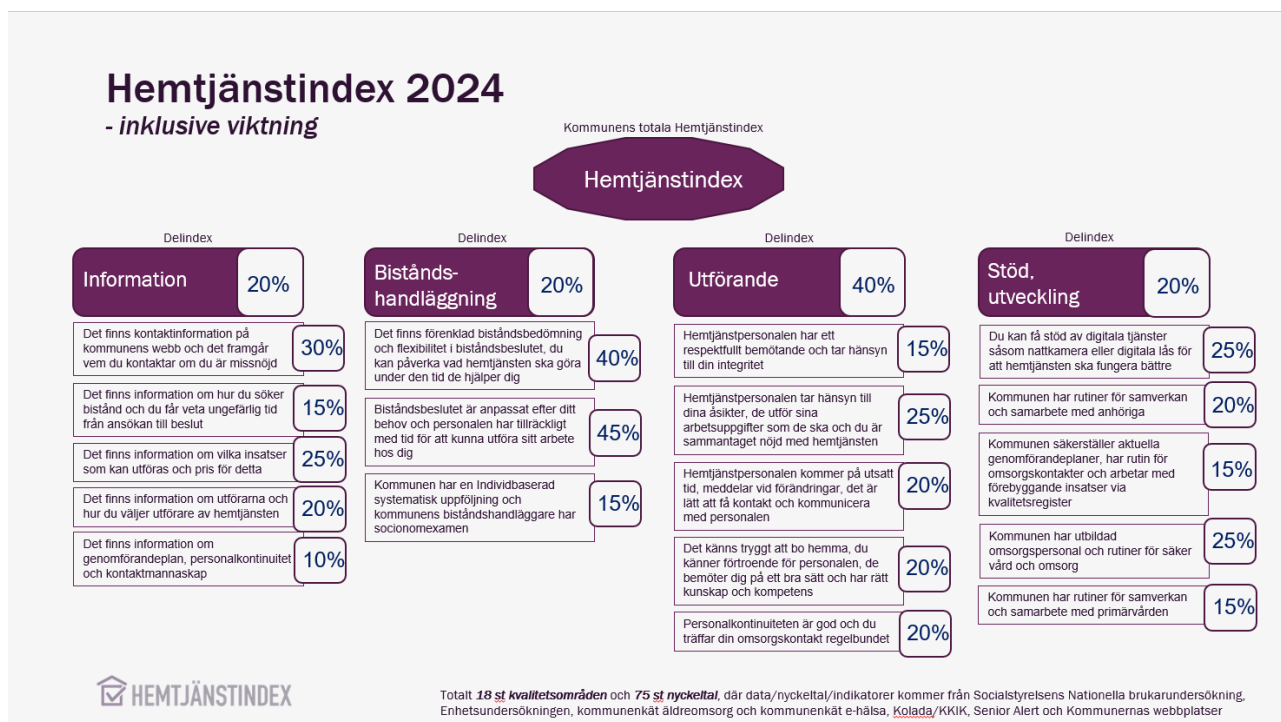 Hemtjänstindex 2024
- inklusive viktning
Kommunens totala Hemtjänstindex
Hemtjänstindex
Delindex
Information
20%
Det finns kontaktinformation på
kommunens webb och det framgår
vem du kontaktar om du är missnöjd
30%
Det finns information om hur du söker
bistånd och du får veta ungefärlig tid
från ansökan till beslut
15%
Det finns information om vilka insatser
som kan utföras och pris för detta
25%
Det finns information om utförarna och
hur du väljer utförare av hemtjänsten
20%
Det finns information om
genomförandeplan, personalkontinuitet
och kontaktmannaskap
10%
Delindex
Bistånds-
handläggning
20%
Det finns förenklad biståndsbedömning
och flexibilitet i biståndsbeslutet, du
kan påverka vad hemtjänsten ska göra
under den tid de hjälper dig
40%
Biståndsbeslutet är anpassat efter ditt
behov och personalen har tillräckligt
med tid för att kunna utföra sitt arbete
hos dig
45%
Kommunen har en Individbaserad
systematisk uppföljning och
kommunens biståndshandläggare har
socionomexamen
15%
Delindex
Utförande
40%
Hemtjänstpersonalen har ett
respektfullt bemötande och tar hänsyn
till din integritet
15%
Hemtjänstpersonalen tar hänsyn till
dina åsikter, de utför sina
arbetsuppgifter som de ska och du är
sammantaget nöjd med hemtjänsten
25%
Hemtjänstpersonalen kommer på utsatt
tid, meddelar vid förändringar, det är
lätt att få kontakt och kommunicera
med personalen
20%
Det känns tryggt att bo hemma, du
känner förtroende för personalen, de
bemöter dig på ett bra sätt och har rätt
kunskap och kompetens
20%
Personalkontinuiteten är god och du
träffar din omsorgskontakt regelbundet
20%
Delindex
Stöd,
utveckling
20%
Du kan få stöd av digitala tjänster
såsom nattkamera eller digitala lås för
att hemtjänsten ska fungera bättre
25%
Kommunen har rutiner för samverkan
och samarbete med anhöriga
20%
Kommunen säkerställer aktuella
genomförandeplaner, har rutin för
omsorgskontakter och arbetar med
förebyggande insatser via
kvalitetsregister
15%
Kommunen har utbildad
omsorgspersonal och rutiner för säker
vård och omsorg
25%
Kommunen har rutiner för samverkan
och samarbete med primärvården
15%
HEMTJÄNSTINDEX
Totalt 18 st kvalitetsområden och 75 st nyckeltal, där data/nyckeltal/indikatorer kommer från Socialstyrelsens Nationella brukarundersökning,
Enhetsundersökningen, kommunenkät äldreomsorg och kommunenkät e-hälsa, Kolada/KKIK, Senior Alert och Kommunernas webbplatser